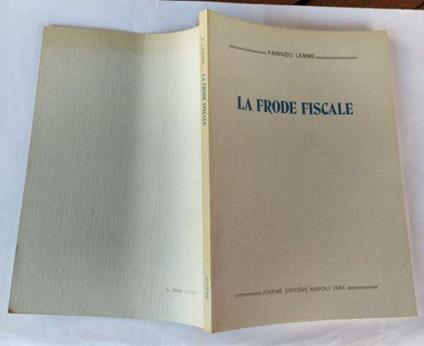 FABRIZIO LEMME
LA FRODE FISCALE
JOVENE EDITORE NAPOLI 1984
F. LEMME
LA FRODE FISCALE
JOVENE